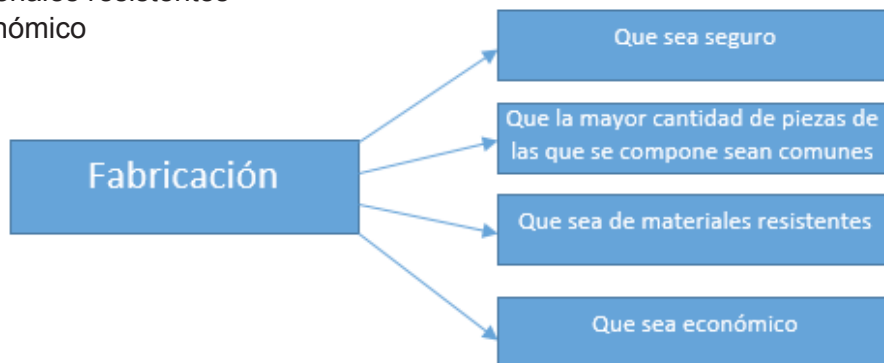 resistentes
Que sea seguro
Que la mayor cantidad de piezas de
las que se compone sean comunes
Fabricación
Que sea de materiales resistentes
Que sea económico